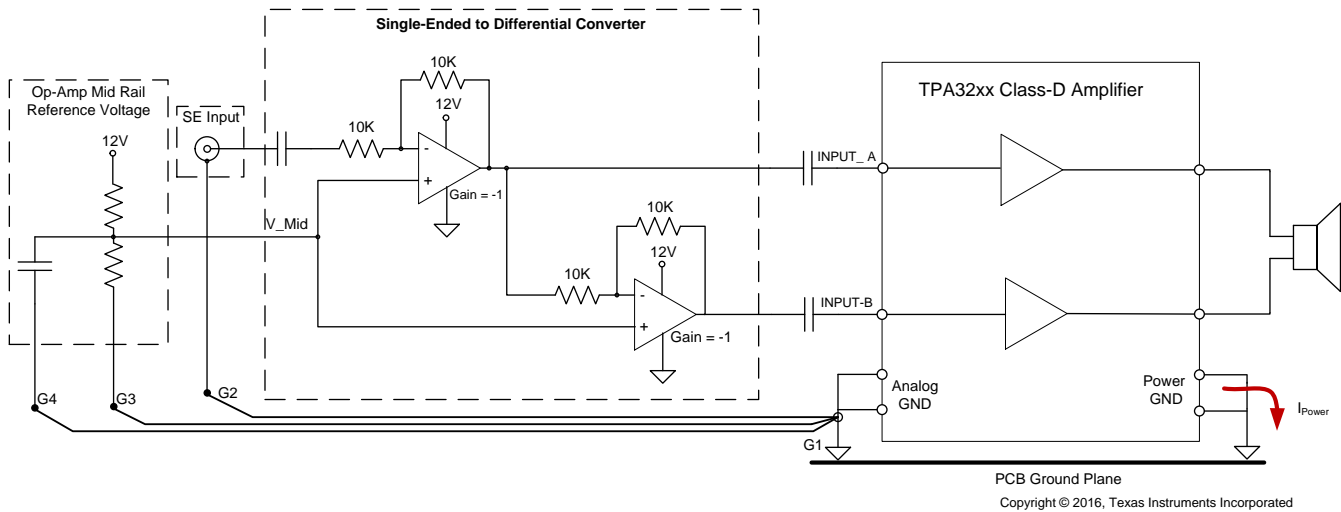 Single-Ended to Differential Converter
Op-Amp Mid Rail
Reference Voltage
12V
SE Input
10K
10K
12V
-
+
Gain = -1
V_Mid
10K
10K
12V
-
+
Gain = -1
INPUT_ A
INPUT-B
TPA32xx Class-D Amplifier
Analog
GND
Power
GND
IPower
G4
G3
G2
G1
PCB Ground Plane
Copyright © 2016, Texas Instruments Incorporated